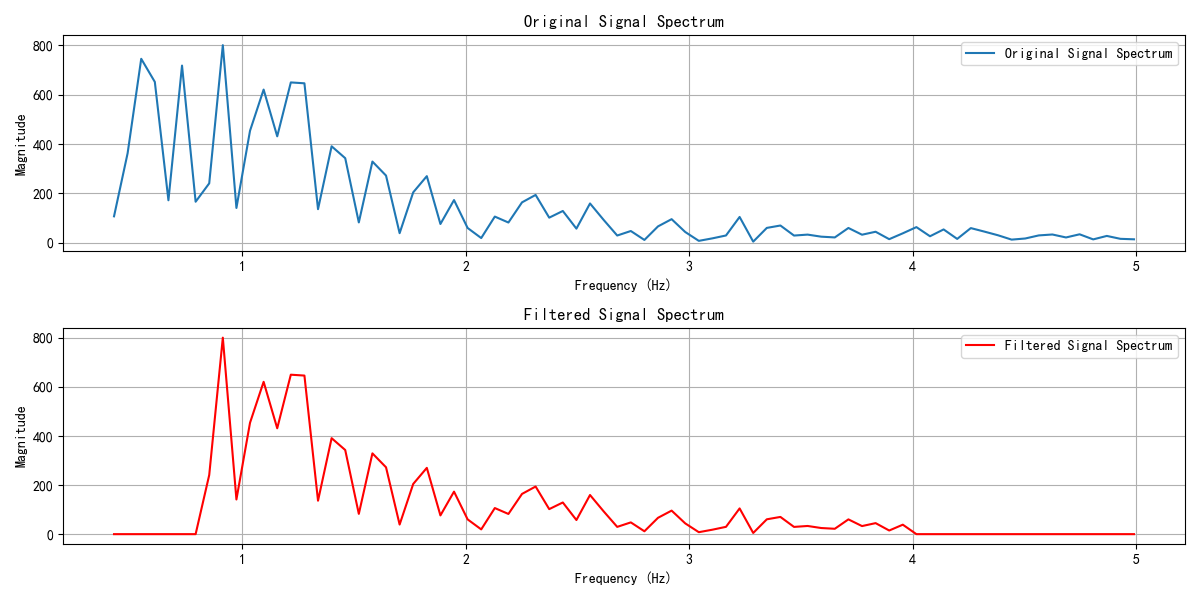 Original Signal Spectrum
Original Signal Spectrum
Magnitude
800
600
400
200
0
1
2
3
4
5
Frequency (Hz)
Filtered Signal Spectrum
Filtered Signal Spectrum
Magnitude
800
600
400
200
0
1
2
3
4
5
Frequency (Hz)